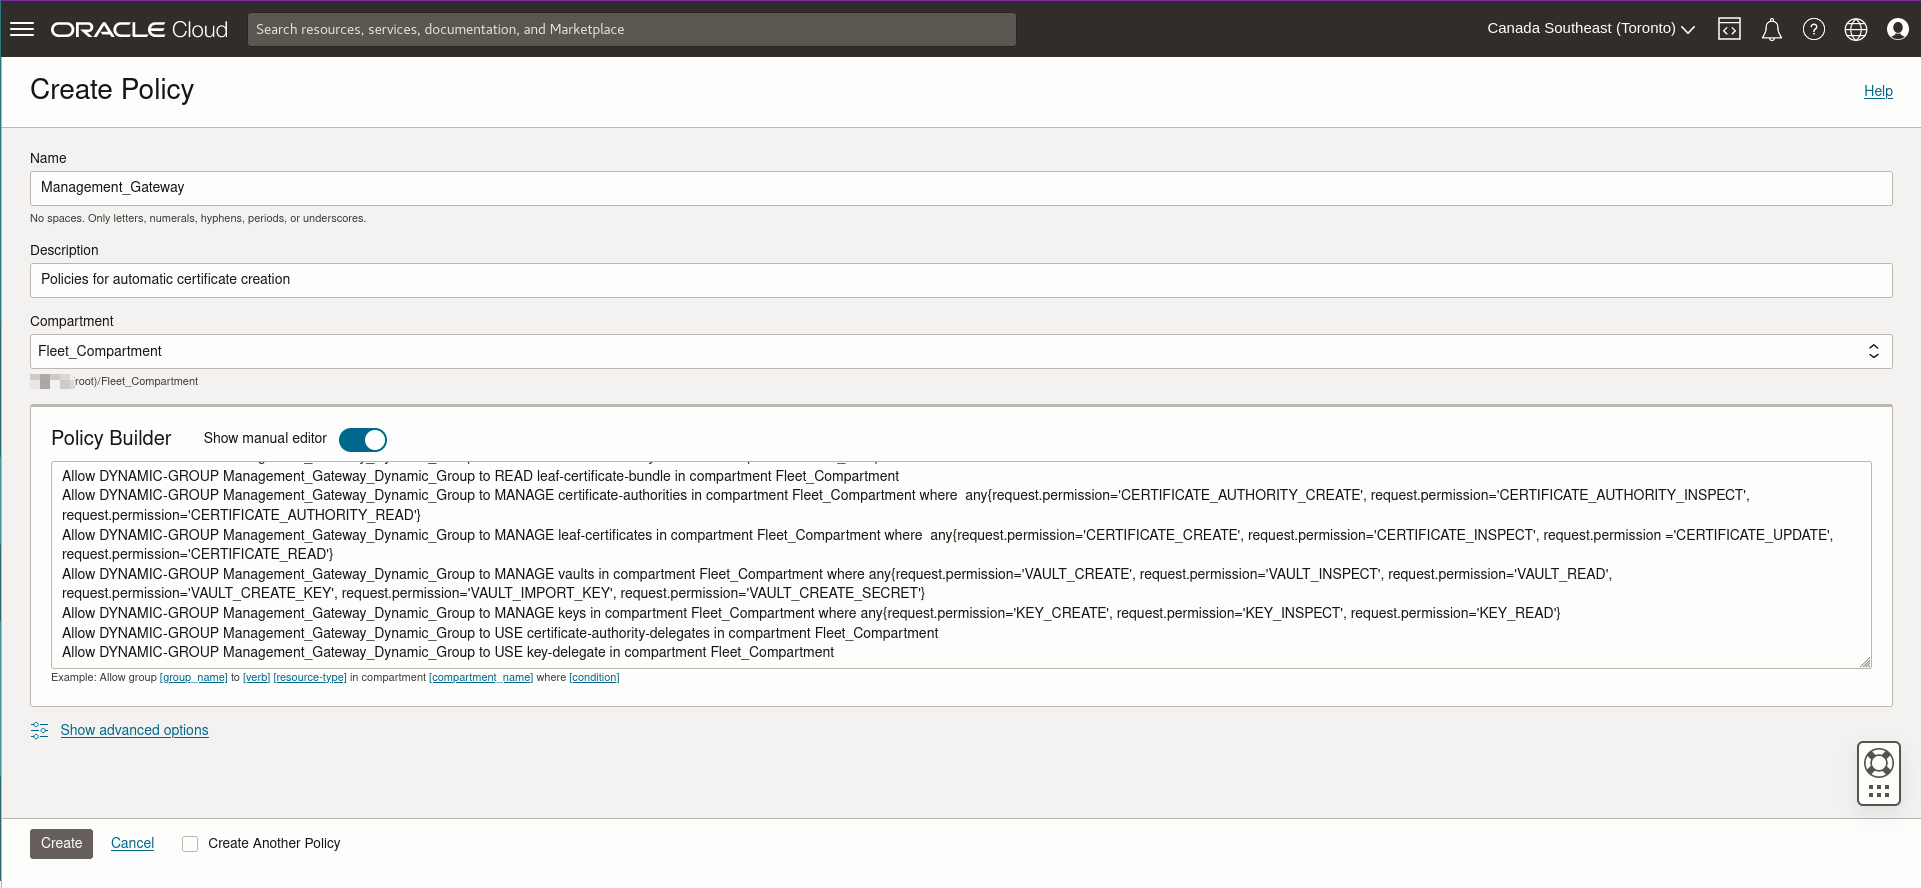 ORACLE Cloud
Search resources, services, documentation, and Marketplace
Canada Southeast (Toronto)
Create Policy
Help
Name
Management_Gateway
No spaces. Only letters, numerals, hyphens, periods, or underscores.
Description
Policies for automatic certificate creation
Compartment
Fleet_Compartment
root)/Fleet_Compartment
Policy Builder
Show manual editor
Allow DYNAMIC-GROUP Management_Gateway_Dynamic_Group to READ leaf-certificate-bundle in compartment Fleet_Compartment
Allow DYNAMIC-GROUP Management_Gateway_Dynamic_Group to MANAGE certificate-authorities in compartment Fleet_Compartment where  any{request.permission='CERTIFICATE_AUTHORITY_CREATE', request.permission='CERTIFICATE_AUTHORITY_INSPECT',
request.permission='CERTIFICATE_AUTHORITY_READ'}
Allow DYNAMIC-GROUP Management_Gateway_Dynamic_Group to MANAGE leaf-certificates in compartment Fleet_Compartment where  any{request.permission='CERTIFICATE_CREATE', request.permission='CERTIFICATE_INSPECT', request.permission ='CERTIFICATE_UPDATE',
request.permission='CERTIFICATE_READ'}
Allow DYNAMIC-GROUP Management_Gateway_Dynamic_Group to MANAGE vaults in compartment Fleet_Compartment where any{request.permission='VAULT_CREATE', request.permission='VAULT_INSPECT', request.permission='VAULT_READ',
request.permission='VAULT_CREATE_KEY', request.permission='VAULT_IMPORT_KEY', request.permission='VAULT_CREATE_SECRET'}
Allow DYNAMIC-GROUP Management_Gateway_Dynamic_Group to MANAGE keys in compartment Fleet_Compartment where any{request.permission='KEY_CREATE', request.permission='KEY_INSPECT', request.permission='KEY_READ'}
Allow DYNAMIC-GROUP Management_Gateway_Dynamic_Group to USE certificate-authority-delegates in compartment Fleet_Compartment
Allow DYNAMIC-GROUP Management_Gateway_Dynamic_Group to USE key-delegate in compartment Fleet_Compartment
Example: Allow group [group_name] to [verb] [resource-type] in compartment [compartment_name] where [condition]
Show advanced options
Create
Cancel
Create Another Policy